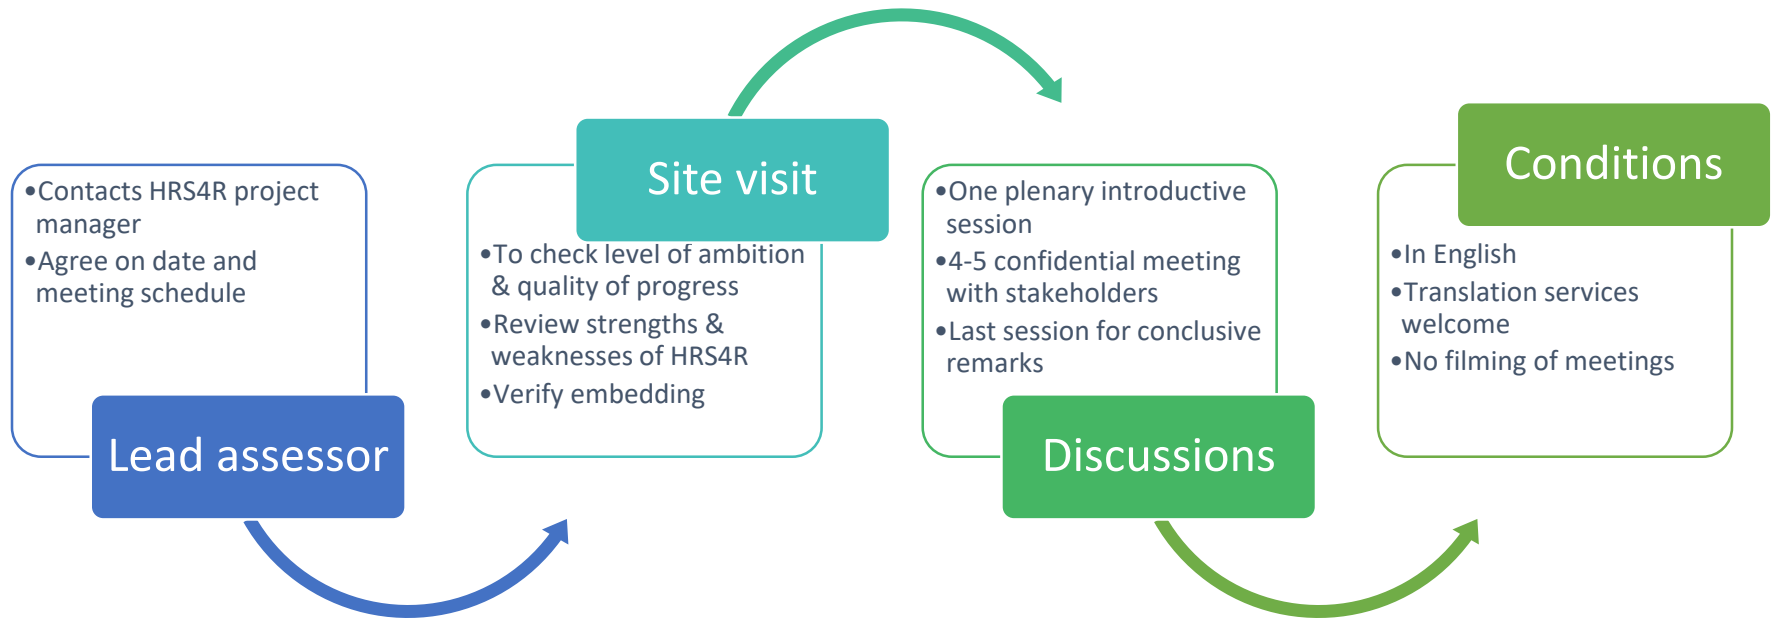 •Contacts HRS4R project
manager
•Agree on date and
meeting schedule
Lead assessor
Site visit
•To check level of ambition
& quality of progress
•Review strengths &
weaknesses of HRS4R
•Verify embedding
•One plenary introductive
session
•4-5 confidential meeting
with stakeholders
•Last session for conclusive
remarks
Discussions
Conditions
•In English
•Translation services
welcome
•No filming of meetings